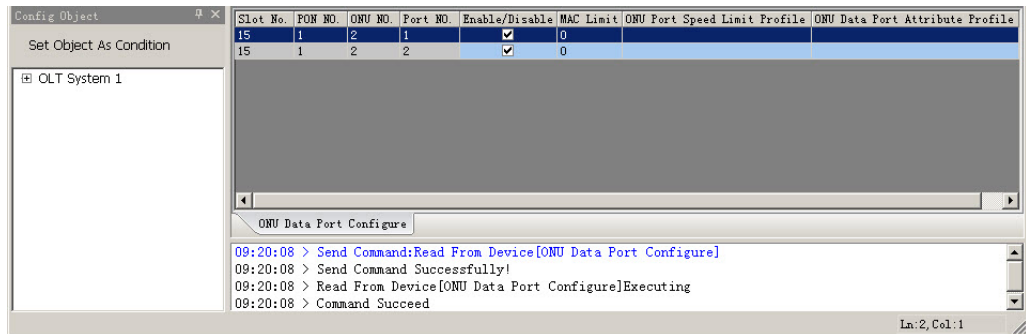 Config Object
Set Object As Condition
OLT System 1
Slot No. PON NO. ONU NO. Port NO. Enable/Disable MAC Limit ONU Port Speed Limit Profile ONU Data Port Attribute Profile
15 1 2 1 0
15 1 2 2 0
ONU Data Port Configure
09:20:08 > Send Command:Read From Device[ONU Data Port Configure]
09:20:08 > Send Command Successfully!
09:20:08 > Read From Device[ONU Data Port Configure]Executing
09:20:08 > Command Succeed
Ln:2,Col:1